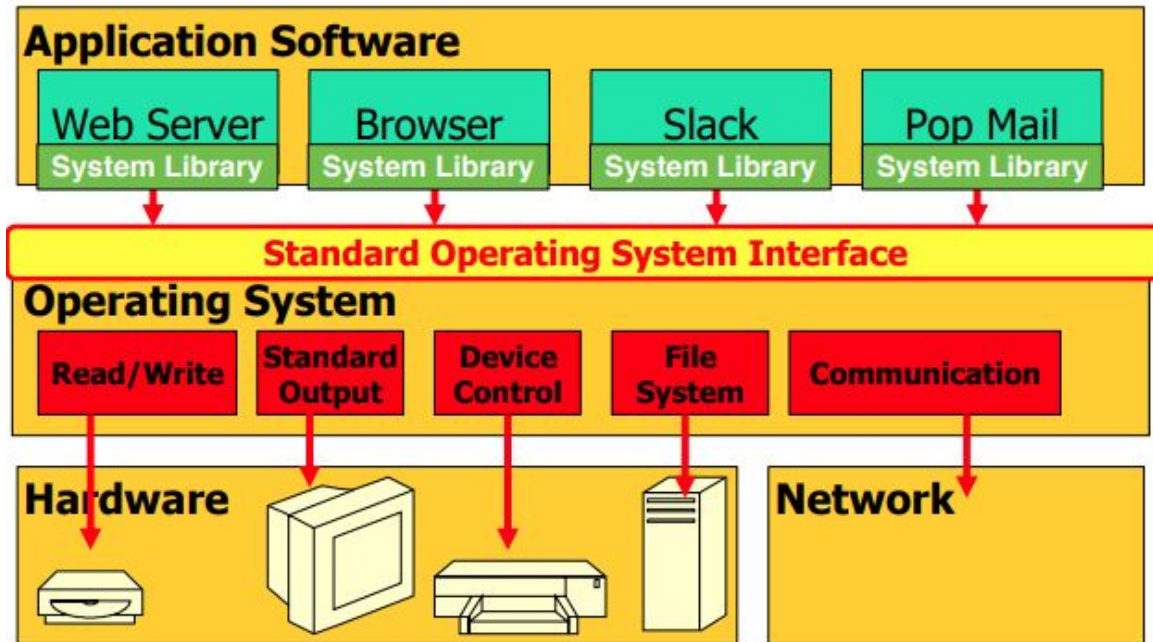 Application Software
Web Server
System Library
Browser
System Library
Slack
System Library
Pop Mail
System Library
Standard Operating System Interface
Operating System
Read/Write
Standard
Output
Device
Control
File
System
Communication
Hardware
Network